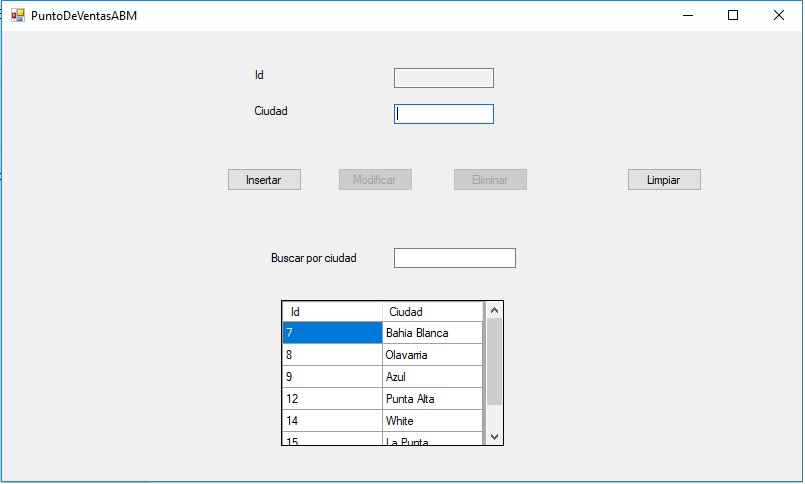 PuntoDeVentasABM
Id
Ciudad
Insertar Modificar Eliminar Limpiar
Buscar por ciudad
Id Ciudad
7 Bahia Blanca
8 Olavarria
9 Azul
12 Punta Alta
14 White
15 La Punta